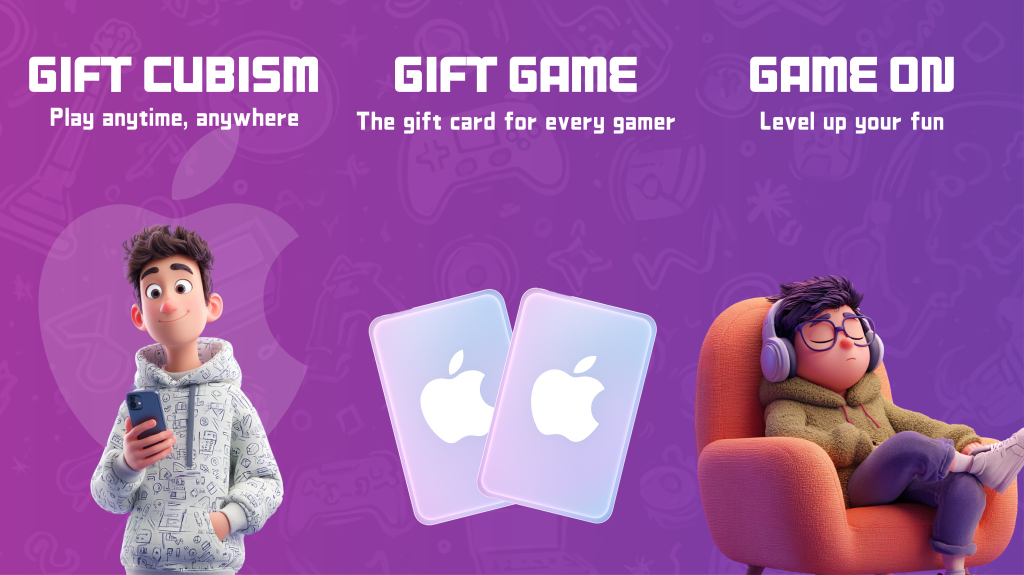 GIFT CUBISM
Play anytime, anywhere
GIFT GAME
The gift card for every gamer
GAME ON
Level up your fun